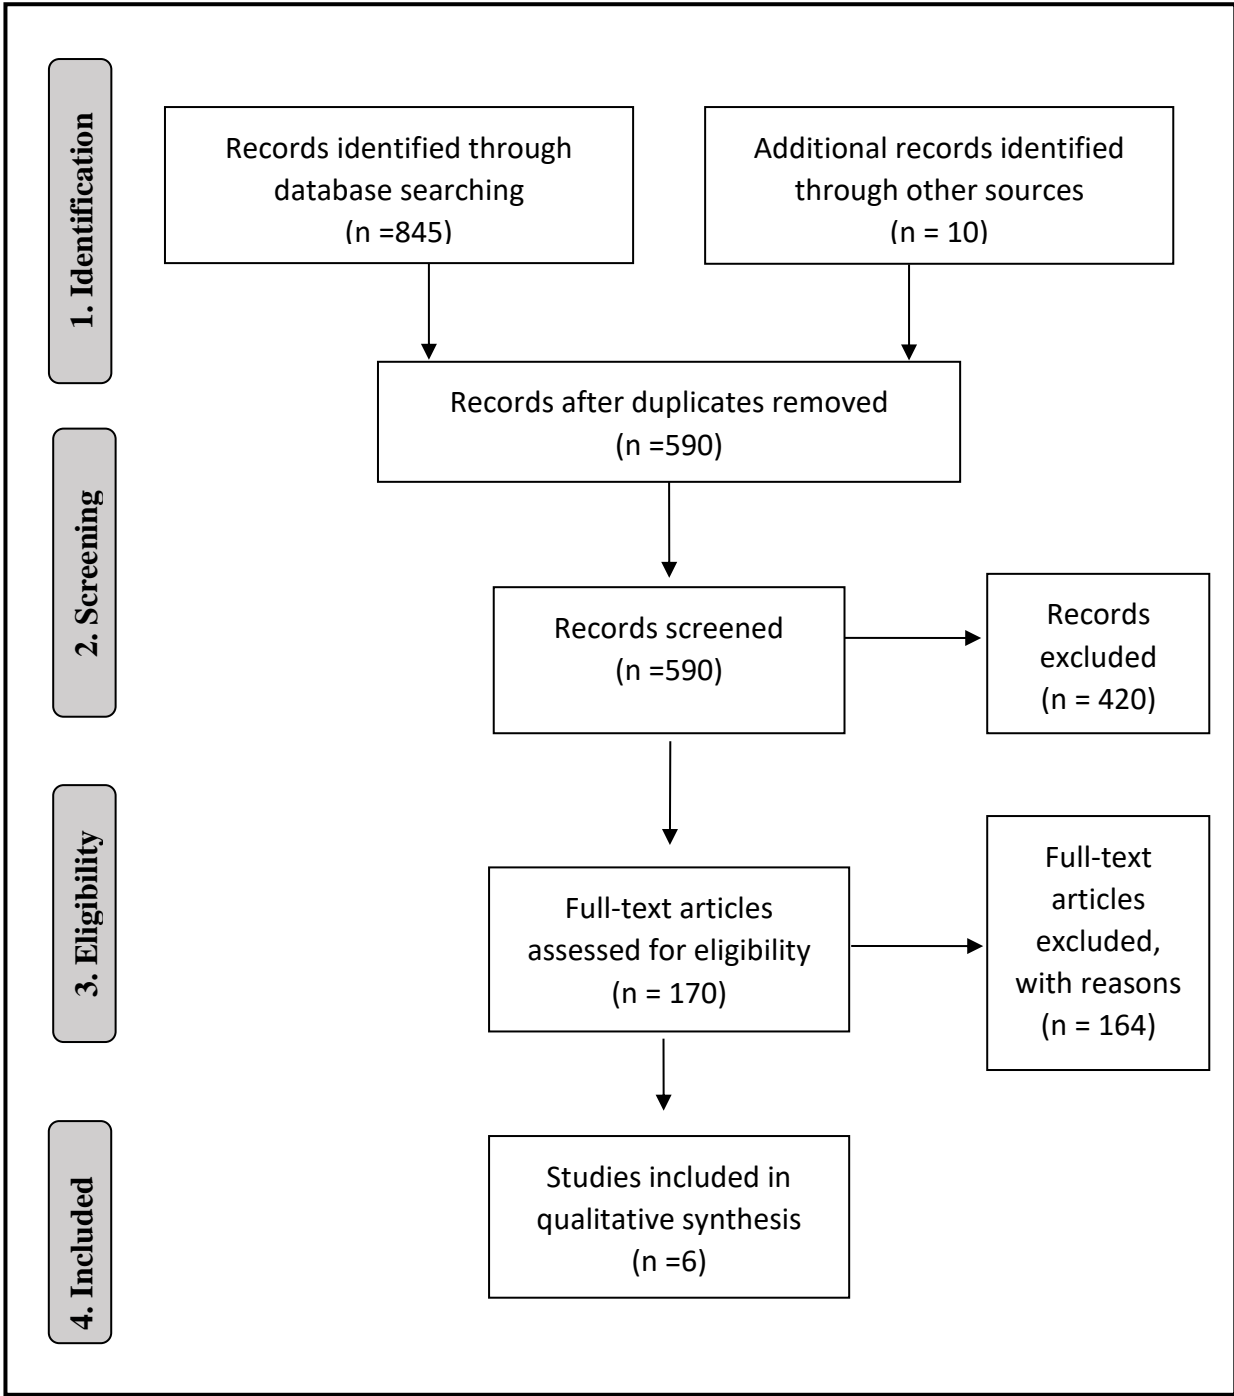 1. Identification
Records identified through
database searching
(n =845)
Additional records identified
through other sources
(n = 10)
Records after duplicates removed
(n =590)
2. Screening
Records screened
(n =590)
Records
excluded
(n = 420)
3. Eligibility
Full-text articles
assessed for eligibility
(n = 170)
Full-text
articles
excluded,
with reasons
(n = 164)
4. Included
Studies included in
qualitative synthesis
(n =6)